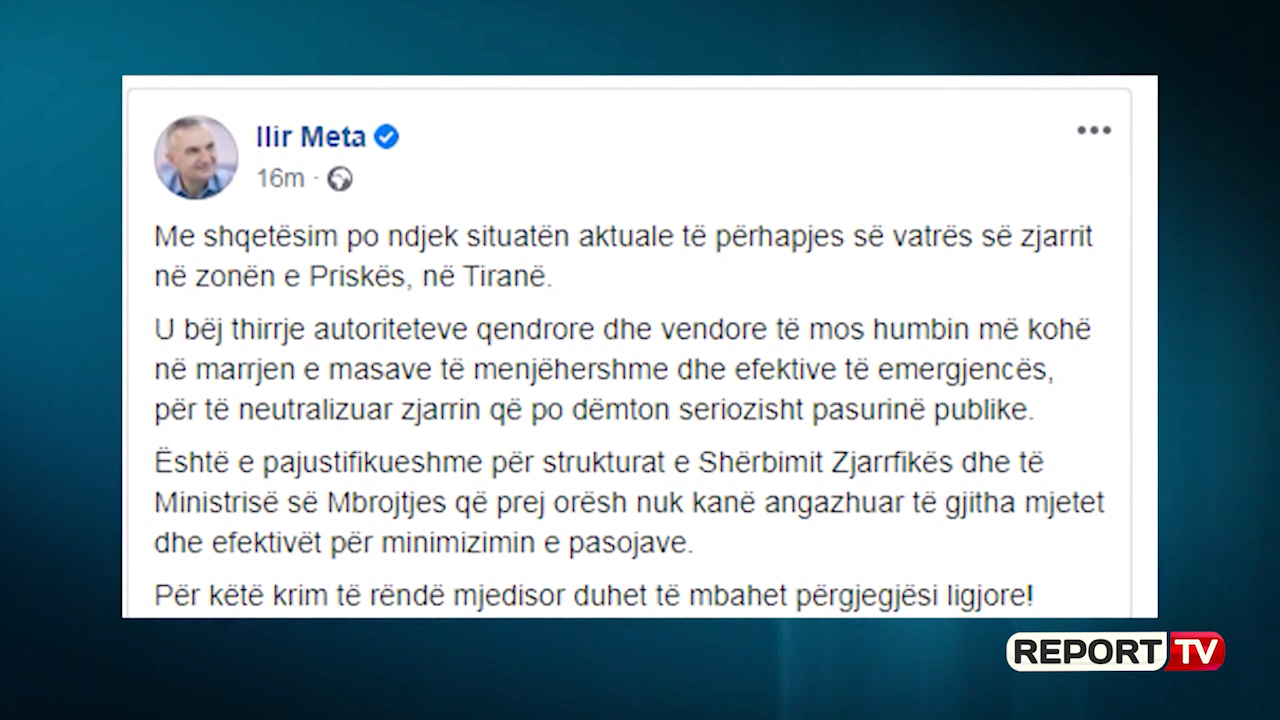 Ilir Meta
16m ·
Me shqetësim po ndjek situatën aktuale të përhapjes së vatrës së zjarrit
në zonën e Priskës, në Tiranë.
U bëj thirrje autoriteteve qendrore dhe vendore të mos humbin më kohë
në marrjen e masave të menjëhershme dhe efektive të emergjencës,
për të neutralizuar zjarrin që po dëmton seriozisht pasurinë publike.
Është e pajustifikueshme për strukturat e Shërbimit Zjarrfikës dhe të
Ministrisë së Mbrojtjes që prej orësh nuk kanë angazhuar të gjitha mjetet
dhe efektivët për minimizimin e pasojave.
Për këtë krim të rëndë mjedisor duhet të mbahet përgjegjësi ligjore!
REPORT TV